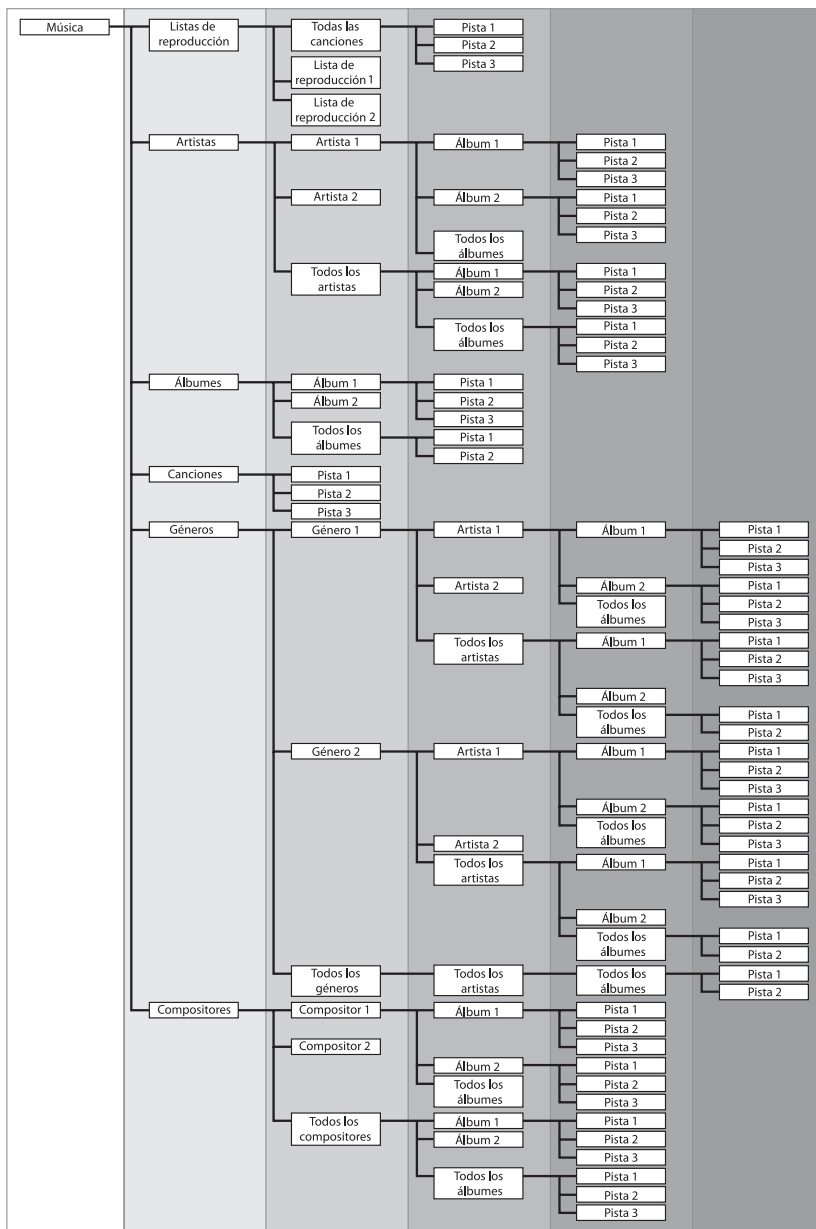 Música
Listas de
reproducción
Todas las
canciones
Pista 1
Pista 2
Pista 3
Lista de
reproducción 1
Lista de
reproducción 2
Artistas
Artista 1
Álbum 1
Pista 1
Pista 2
Pista 3
Artista 2
Álbum 2
Pista 1
Pista 2
Pista 3
Todos los
álbumes
Todos los
artistas
Álbum 1
Pista 1
Álbum 2
Pista 2
Pista 3
Todos los
álbumes
Pista 1
Pista 2
Pista 3
Álbumes
Álbum 1
Pista 1
Álbum 2
Pista 2
Pista 3
Todos los
álbumes
Pista 1
Pista 2
Canciones
Pista 1
Pista 2
Pista 3
Géneros
Género 1
Artista 1
Álbum 1
Pista 1
Pista 2
Pista 3
Artista 2
Álbum 2
Pista 1
Todos los
álbumes
Pista 2
Pista 3
Todos los
artistas
Álbum 1
Pista 1
Pista 2
Pista 3
Álbum 2
Todos los
álbumes
Pista 1
Pista 2
Género 2
Artista 1
Álbum 1
Pista 1
Pista 2
Pista 3
Álbum 2
Pista 1
Todos los
álbumes
Pista 2
Pista 3
Artista 2
Todos los
artistas
Álbum 1
Pista 1
Pista 2
Pista 3
Álbum 2
Todos los
álbumes
Pista 1
Pista 2
Todos los
géneros
Todos los
artistas
Todos los
álbumes
Pista 1
Pista 2
Compositores
Compositor 1
Álbum 1
Pista 1
Pista 2
Pista 3
Compositor 2
Álbum 2
Pista 1
Todos los
álbumes
Pista 2
Pista 3
Todos los
compositores
Álbum 1
Pista 1
Álbum 2
Pista 2
Pista 3
Todos los
álbumes
Pista 1
Pista 2
Pista 3